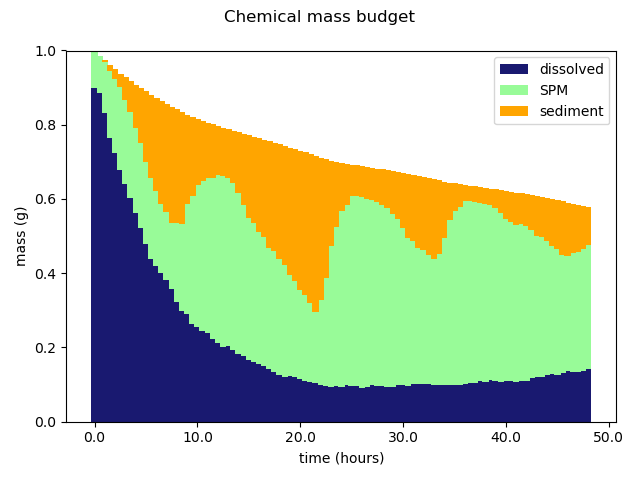 Chemical mass budget
dissolved
SPM
sediment
mass (g)
1.0
0.8
0.6
0.4
0.2
0.0
0.0 10.0 20.0 30.0 40.0 50.0
time (hours)